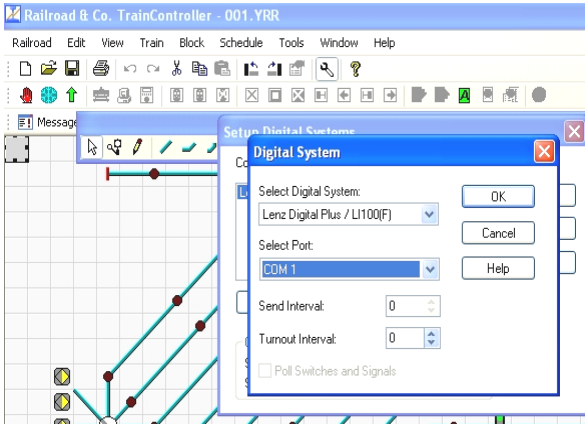 Railroad & Co. TrainController - 001.YRR
Railroad Edit View Train Block Schedule Tools Window Help
Message
Setup Digital Systems
Digital System
Select Digital System:
Lenz Digital Plus / LI100(F)
Select Port:
COM 1
Send Interval: 0
Turnout Interval: 0
Poll Switches and Signals
OK
Cancel
Help